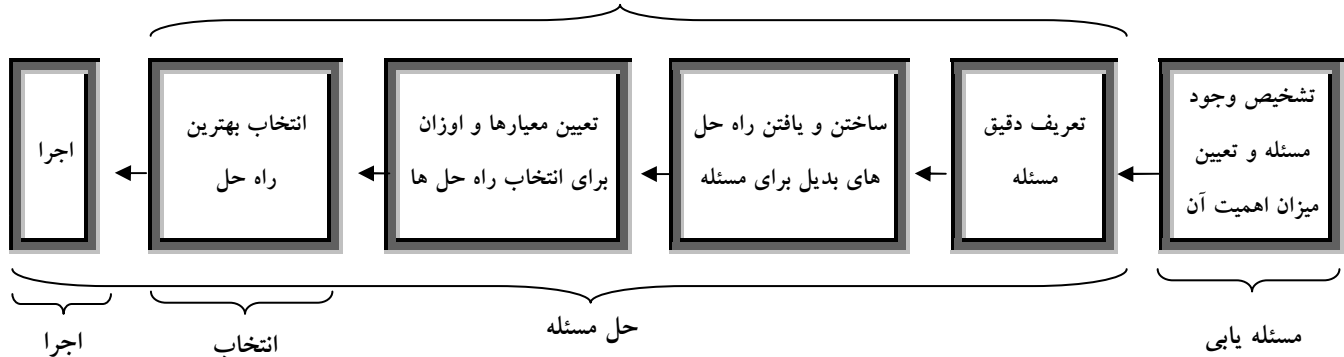 تشخیص وجود
مسئله و تعیین
میزان اهمیت آن
تعریف دقیق
مسئله
ساختن و یافتن راه حل
های بدیل برای مسئله
تعیین معیارها و اوزان
برای انتخاب راه حل ها
انتخاب بهترین
راه حل
اجرا
مسئله یابی
حل مسئله
انتخاب
اجرا